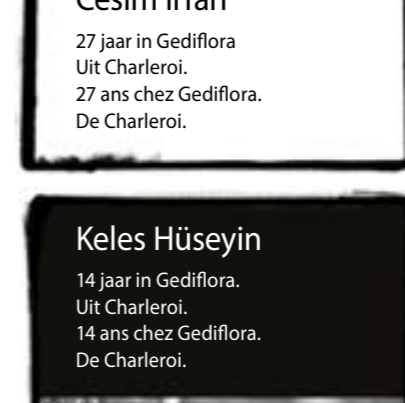 Cesim Irfan
27 jaar in Gediflora
Uit Charleroi.
27 ans chez Gediflora.
De Charleroi.
Keles Hüseyin
14 jaar in Gediflora.
Uit Charleroi.
14 ans chez Gediflora.
De Charleroi.